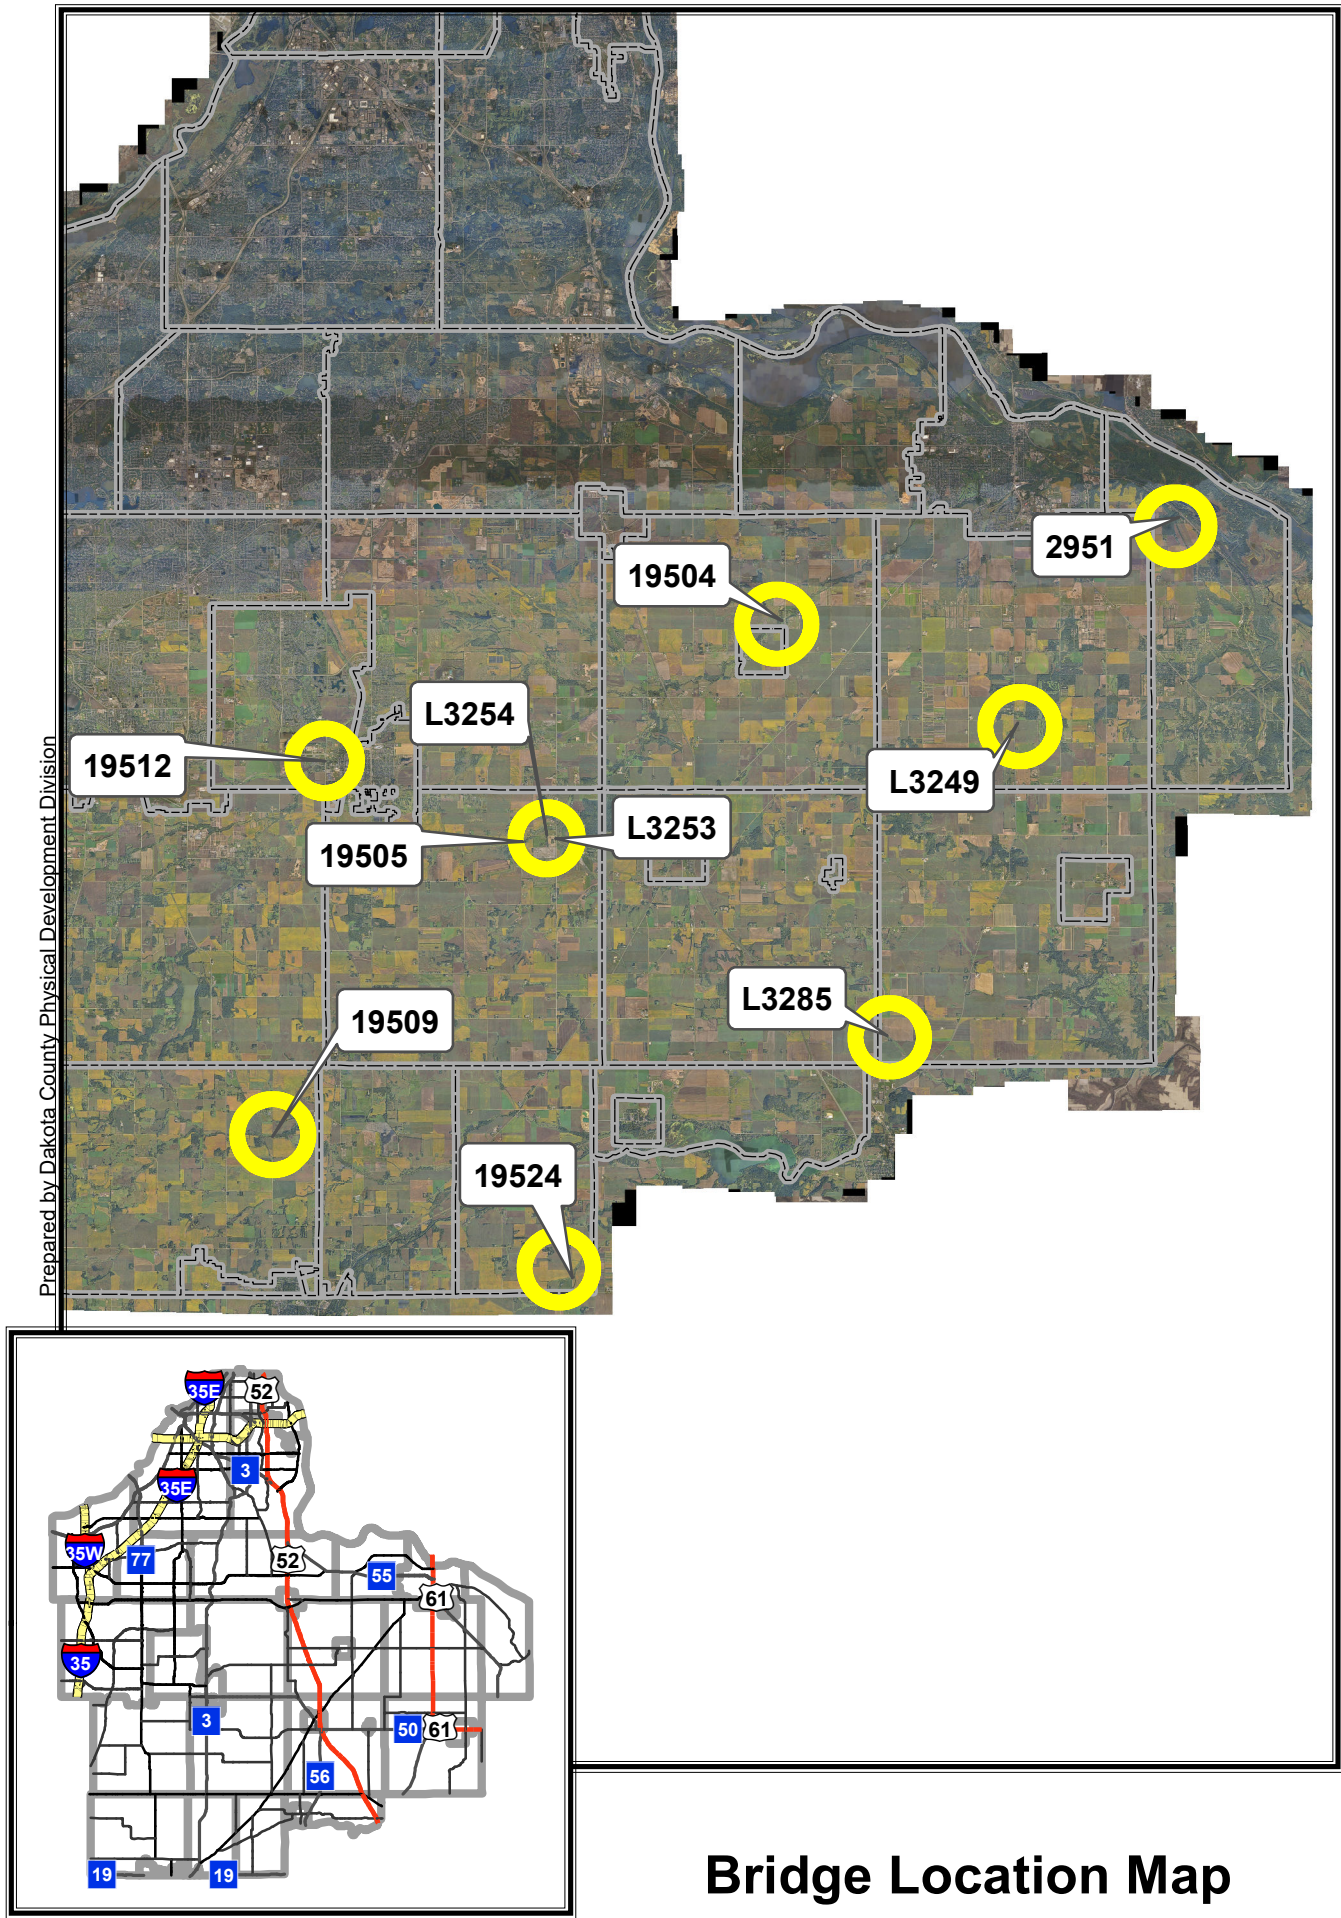 2951
19504
L3254
19512
L3249
L3253
19505
L3285
19509
19524
Prepared by Dakota County Physical Development Division
35E
52
3
35E
35W
77
52
55
61
35
3
50
61
56
19
19
Bridge Location Map